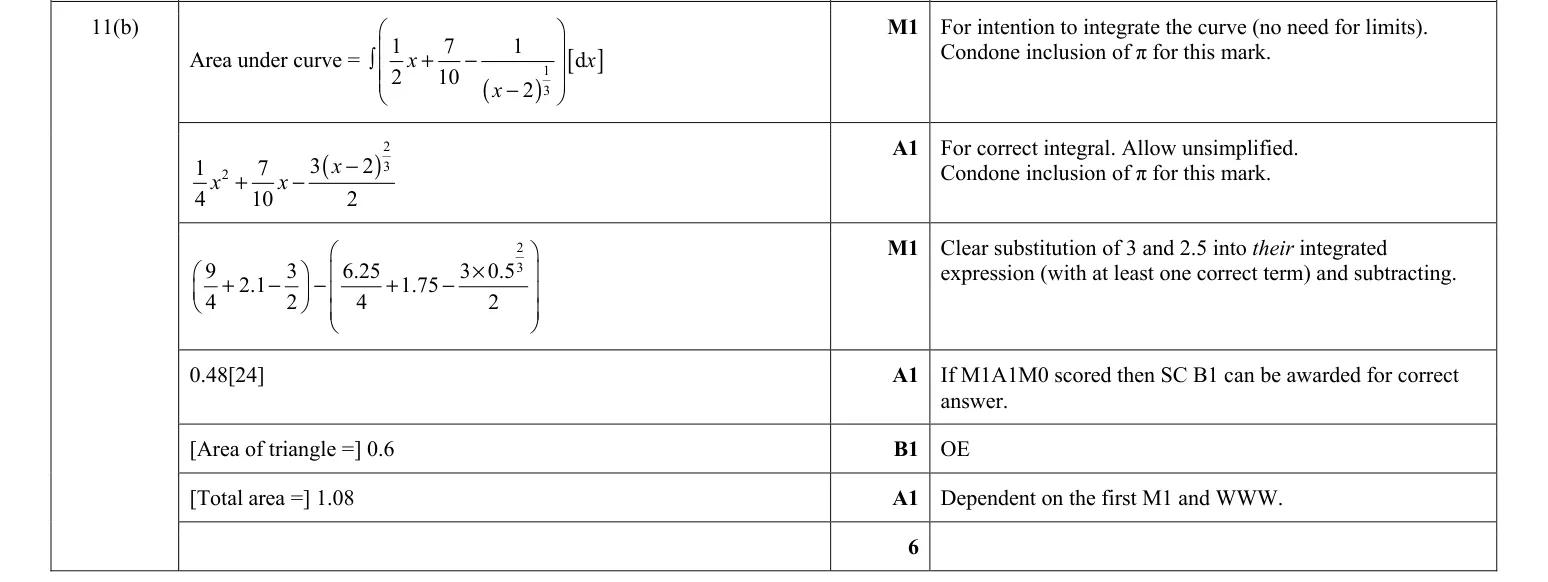 11(b)
Area under curve = ∫(1/2 x + 7/10 − 1/(x − 2)^(1/3)) [dx]
M1
For intention to integrate the curve (no need for limits).
Condone inclusion of π for this mark.
1/4 x² + 7/10 x − 3(x − 2)^(2/3)/2
A1
For correct integral. Allow unsimplified.
Condone inclusion of π for this mark.
(9/4 + 2.1 − 3/2) − (6.25/4 + 1.75 − 3×0.5^(2/3)/2)
M1
For Clear substitution of 3 and 2.5 into their integrated
expression (with at least one correct term) and subtracting.
0.48[24]
A1
If M1A1M0 scored then SC B1 can be awarded for correct
answer.
[Area of triangle =] 0.6
B1
OE
[Total area =] 1.08
A1
Dependent on the first M1 and WWW.
6